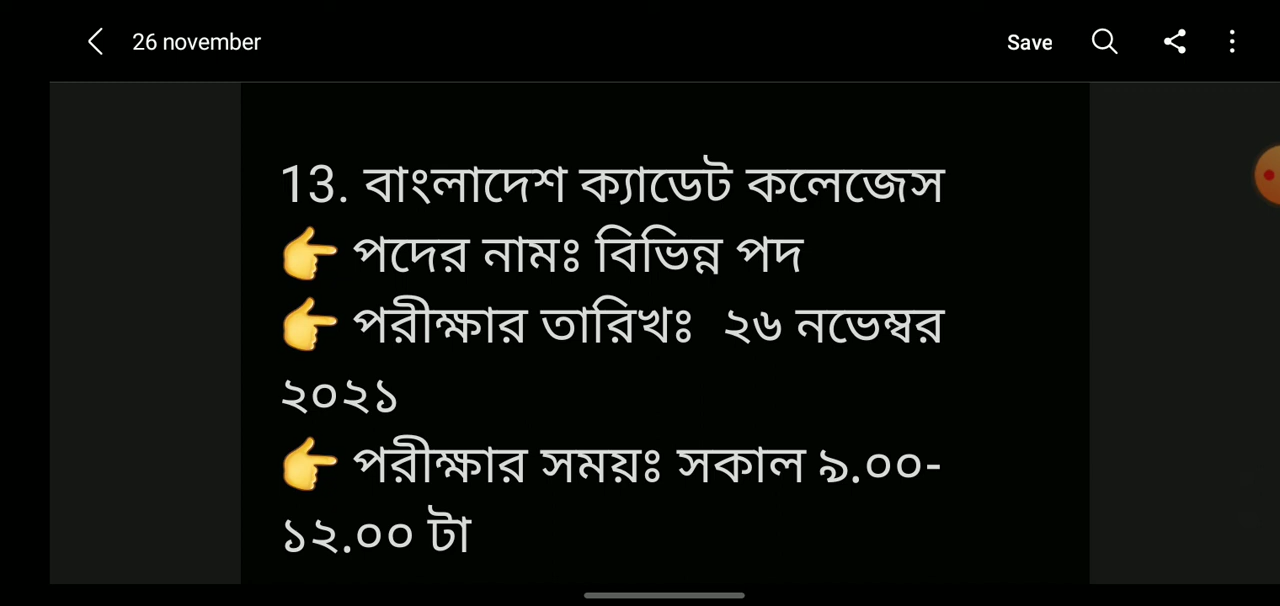 26 november
Save
13. বাংলাদেশ ক্যাডেট কলেজেস
👉 পদের নামঃ বিভিন্ন পদ
👉 পরীক্ষার তারিখঃ ২৬ নভেম্বর
২০২১
👉 পরীক্ষার সময়ঃ সকাল ৯.০০-
১২.০০ টা